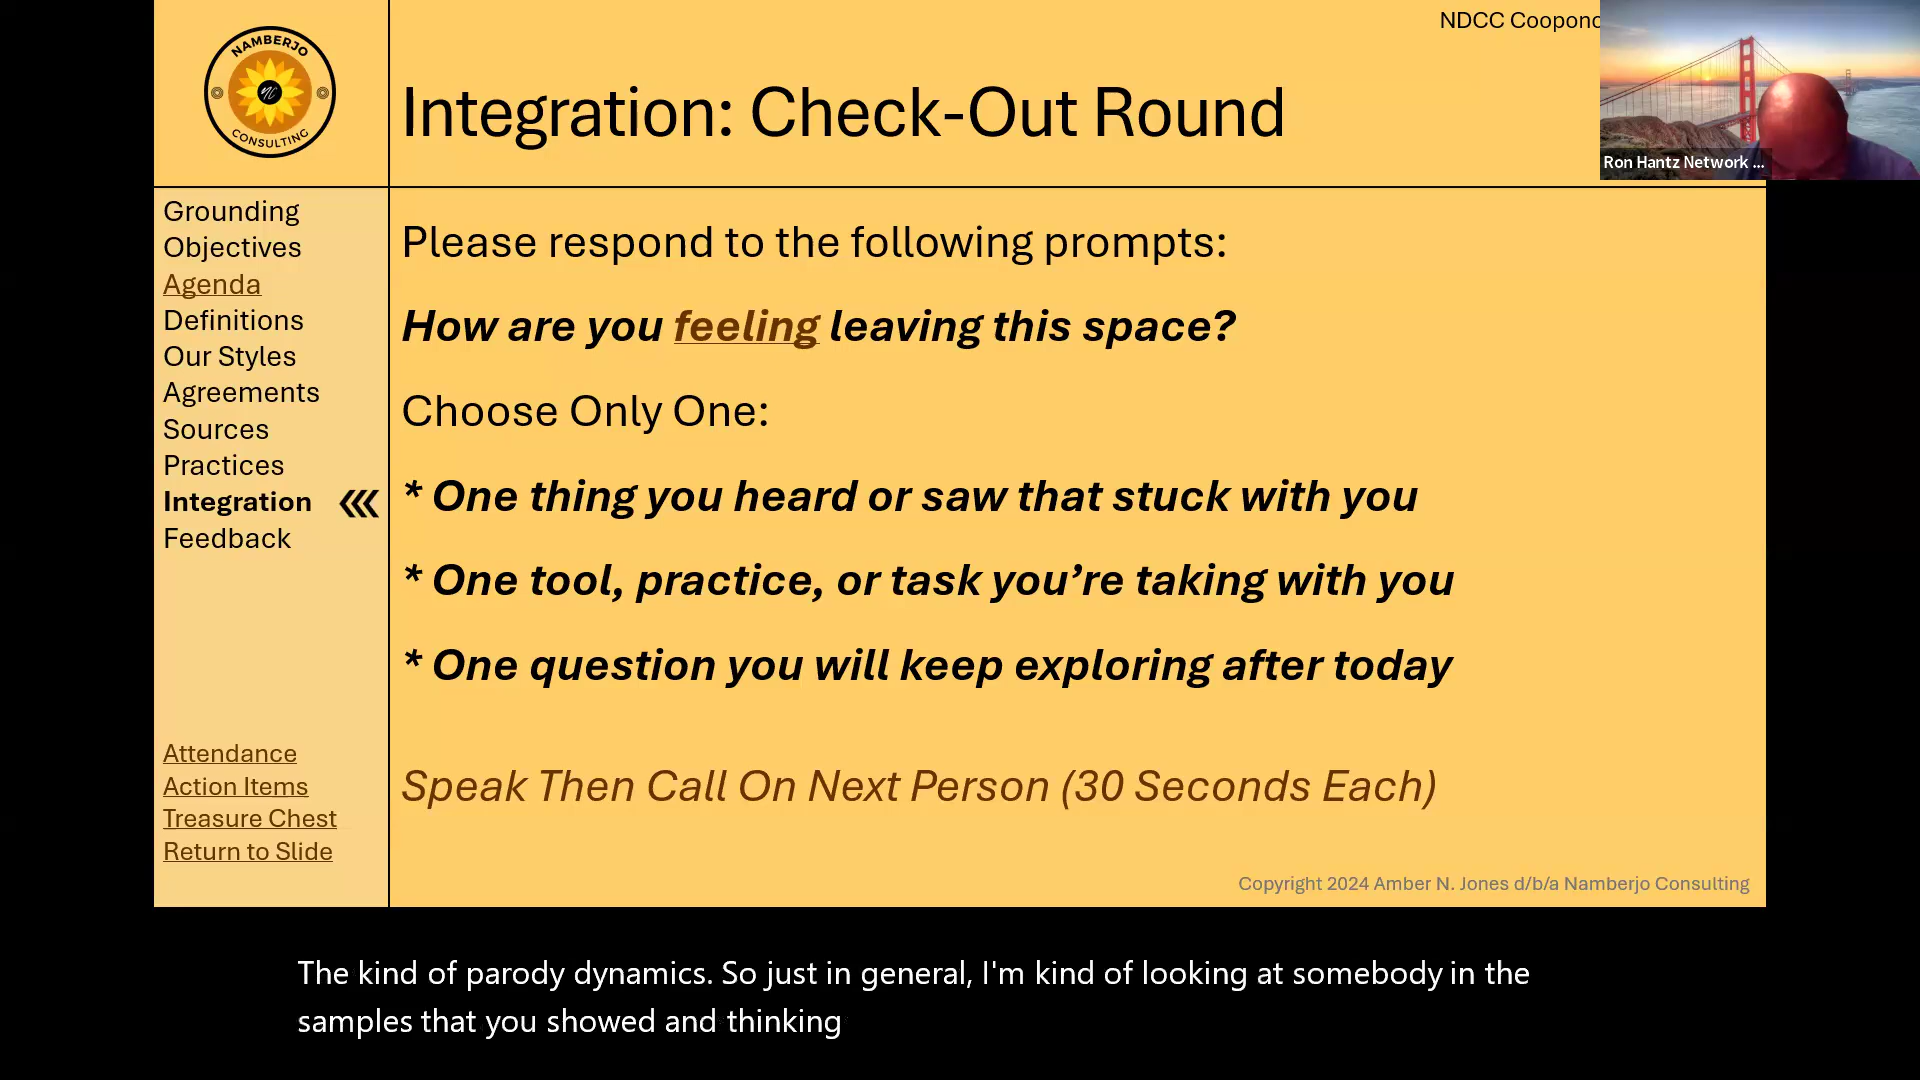 NAMBERJO
CONSULTING
NDCC Coopono
Integration: Check-Out Round
Ron Hantz Network ...
Grounding
Objectives
Agenda
Definitions
Our Styles
Agreements
Sources
Practices
Integration
Feedback
Attendance
Action Items
Treasure Chest
Return to Slide
Please respond to the following prompts:
How are you feeling leaving this space?
Choose Only One:
* One thing you heard or saw that stuck with you
* One tool, practice, or task you’re taking with you
* One question you will keep exploring after today
Speak Then Call On Next Person (30 Seconds Each)
Copyright 2024 Amber N. Jones d/b/a Namberjo Consulting
The kind of parody dynamics. So just in general, I'm kind of looking at somebody in the
samples that you showed and thinking